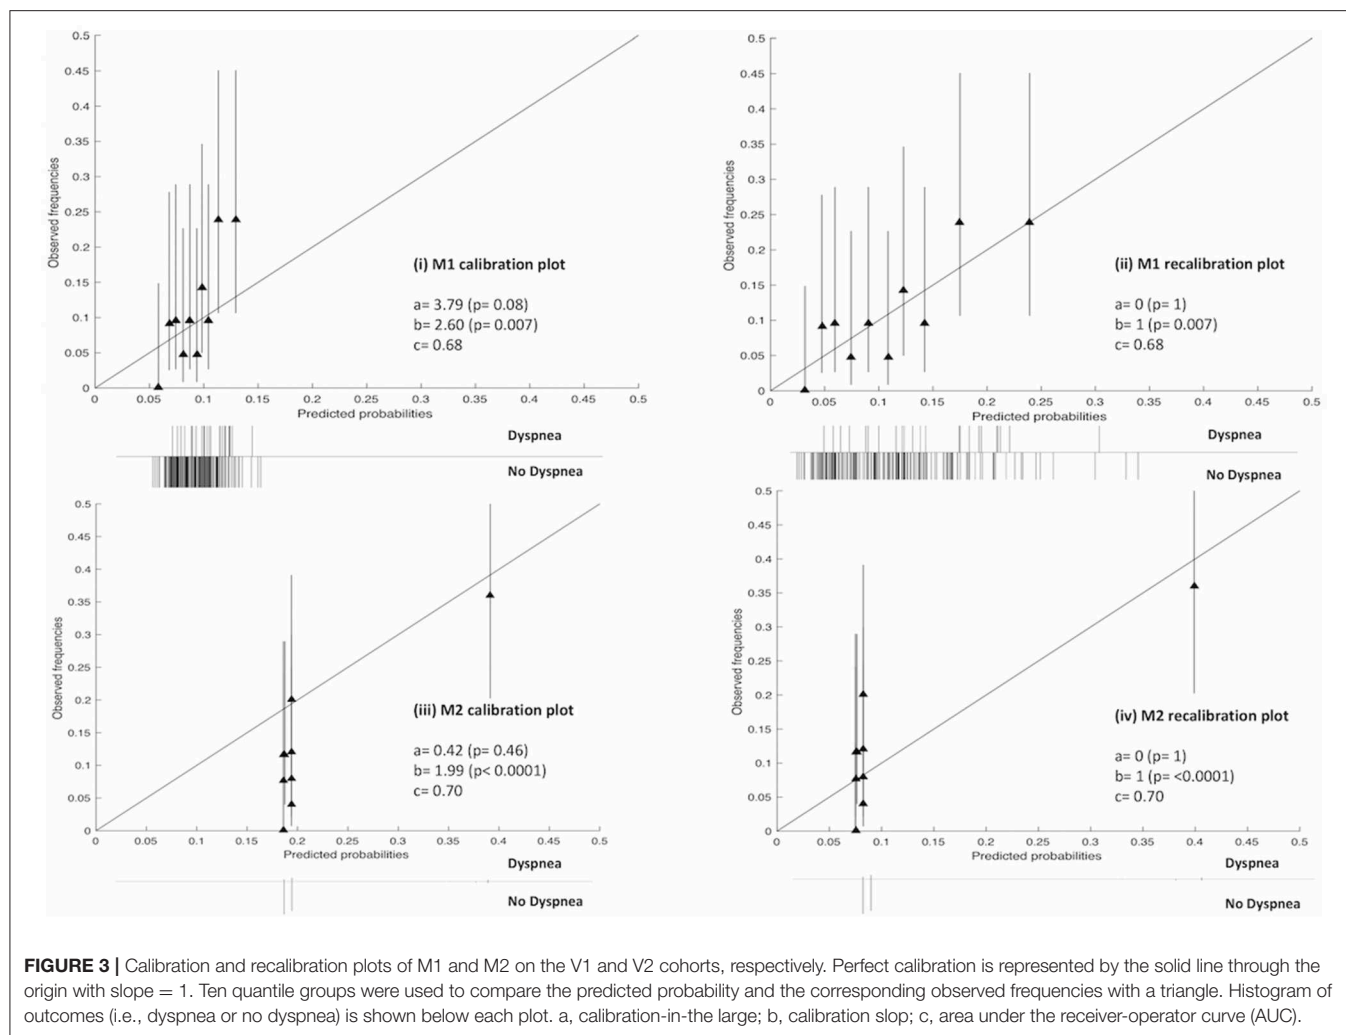 0.5
0.45
0.4
0.35
0.3
0.25
0.2
0.15
0.1
0.05
0
Observed frequencies
(i) M1 calibration plot
a= 3.79 (p= 0.08)
b= 2.60 (p= 0.007)
c= 0.68
0 0.05 0.1 0.15 0.2 0.25 0.3 0.35 0.4 0.45 0.5
Predicted probabilities
Dyspnea
No Dyspnea
0.5
0.45
0.4
0.35
0.3
0.25
0.2
0.15
0.1
0.05
0
Observed frequencies
(ii) M1 recalibration plot
a= 0 (p= 1)
b= 1 (p= 0.007)
c= 0.68
0 0.05 0.1 0.15 0.2 0.25 0.3 0.35 0.4 0.45 0.5
Predicted probabilities
Dyspnea
No Dyspnea
0.5
0.45
0.4
0.35
0.3
0.25
0.2
0.15
0.1
0.05
0
Observed frequencies
(iii) M2 calibration plot
a= 0.42 (p= 0.46)
b= 1.99 (p< 0.0001)
c= 0.70
0 0.05 0.1 0.15 0.2 0.25 0.3 0.35 0.4 0.45 0.5
Predicted probabilities
Dyspnea
No Dyspnea
0.5
0.45
0.4
0.35
0.3
0.25
0.2
0.15
0.1
0.05
0
Observed frequencies
(iv) M2 recalibration plot
a= 0 (p= 1)
b= 1 (p= <0.0001)
c= 0.70
0 0.05 0.1 0.15 0.2 0.25 0.3 0.35 0.4 0.45 0.5
Predicted probabilities
Dyspnea
No Dyspnea
FIGURE 3 | Calibration and recalibration plots of M1 and M2 on the V1 and V2 cohorts, respectively. Perfect calibration is represented by the solid line through the
origin with slope = 1. Ten quantile groups were used to compare the predicted probability and the corresponding observed frequencies with a triangle. Histogram of
outcomes (i.e., dyspnea or no dyspnea) is shown below each plot. a, calibration-in-the large; b, calibration slop; c, area under the receiver-operator curve (AUC).